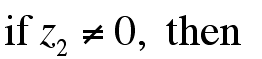 if z₂ ≠ 0, then